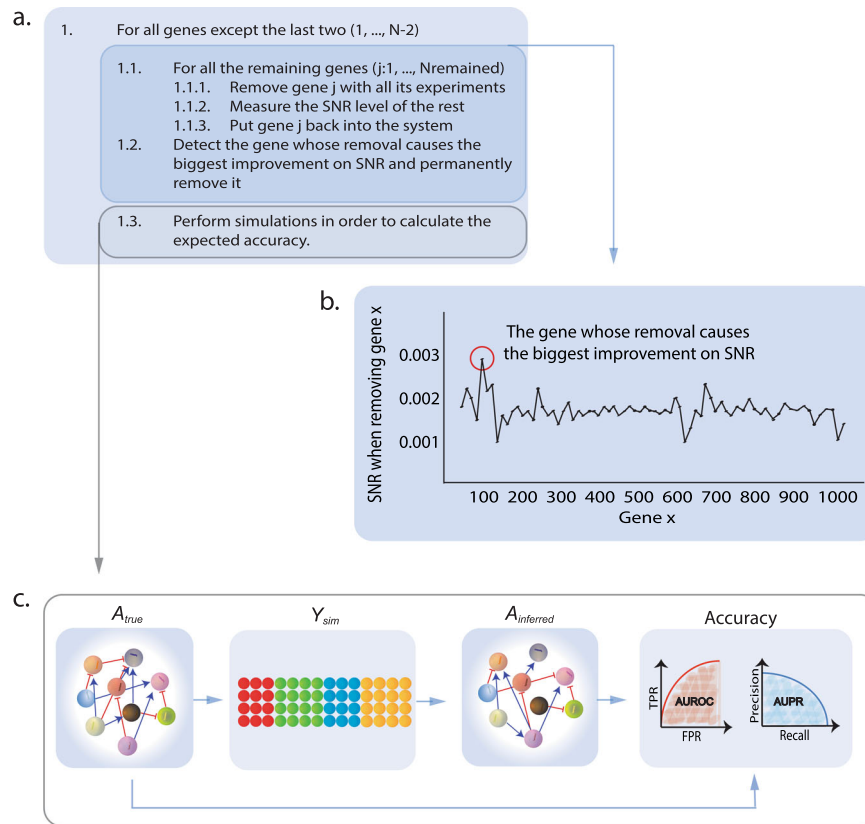 a.
1. For all genes except the last two (1, ..., N-2)
1.1. For all the remaining genes (j:1, ..., Nremained)
1.1.1. Remove gene j with all its experiments
1.1.2. Measure the SNR level of the rest
1.1.3. Put gene j back into the system
1.2. Detect the gene whose removal causes the
biggest improvement on SNR and permanently
remove it
1.3. Perform simulations in order to calculate the
expected accuracy.
b.
SNR when removing gene x
The gene whose removal causes
the biggest improvement on SNR
0.003
0.002
0.001
100 200 300 400 500 600 700 800 900 1000
Gene x
c.
Atrue
Ysim
Ainferred
Accuracy
TPR
AUROC
FPR
Precision
AUPR
Recall